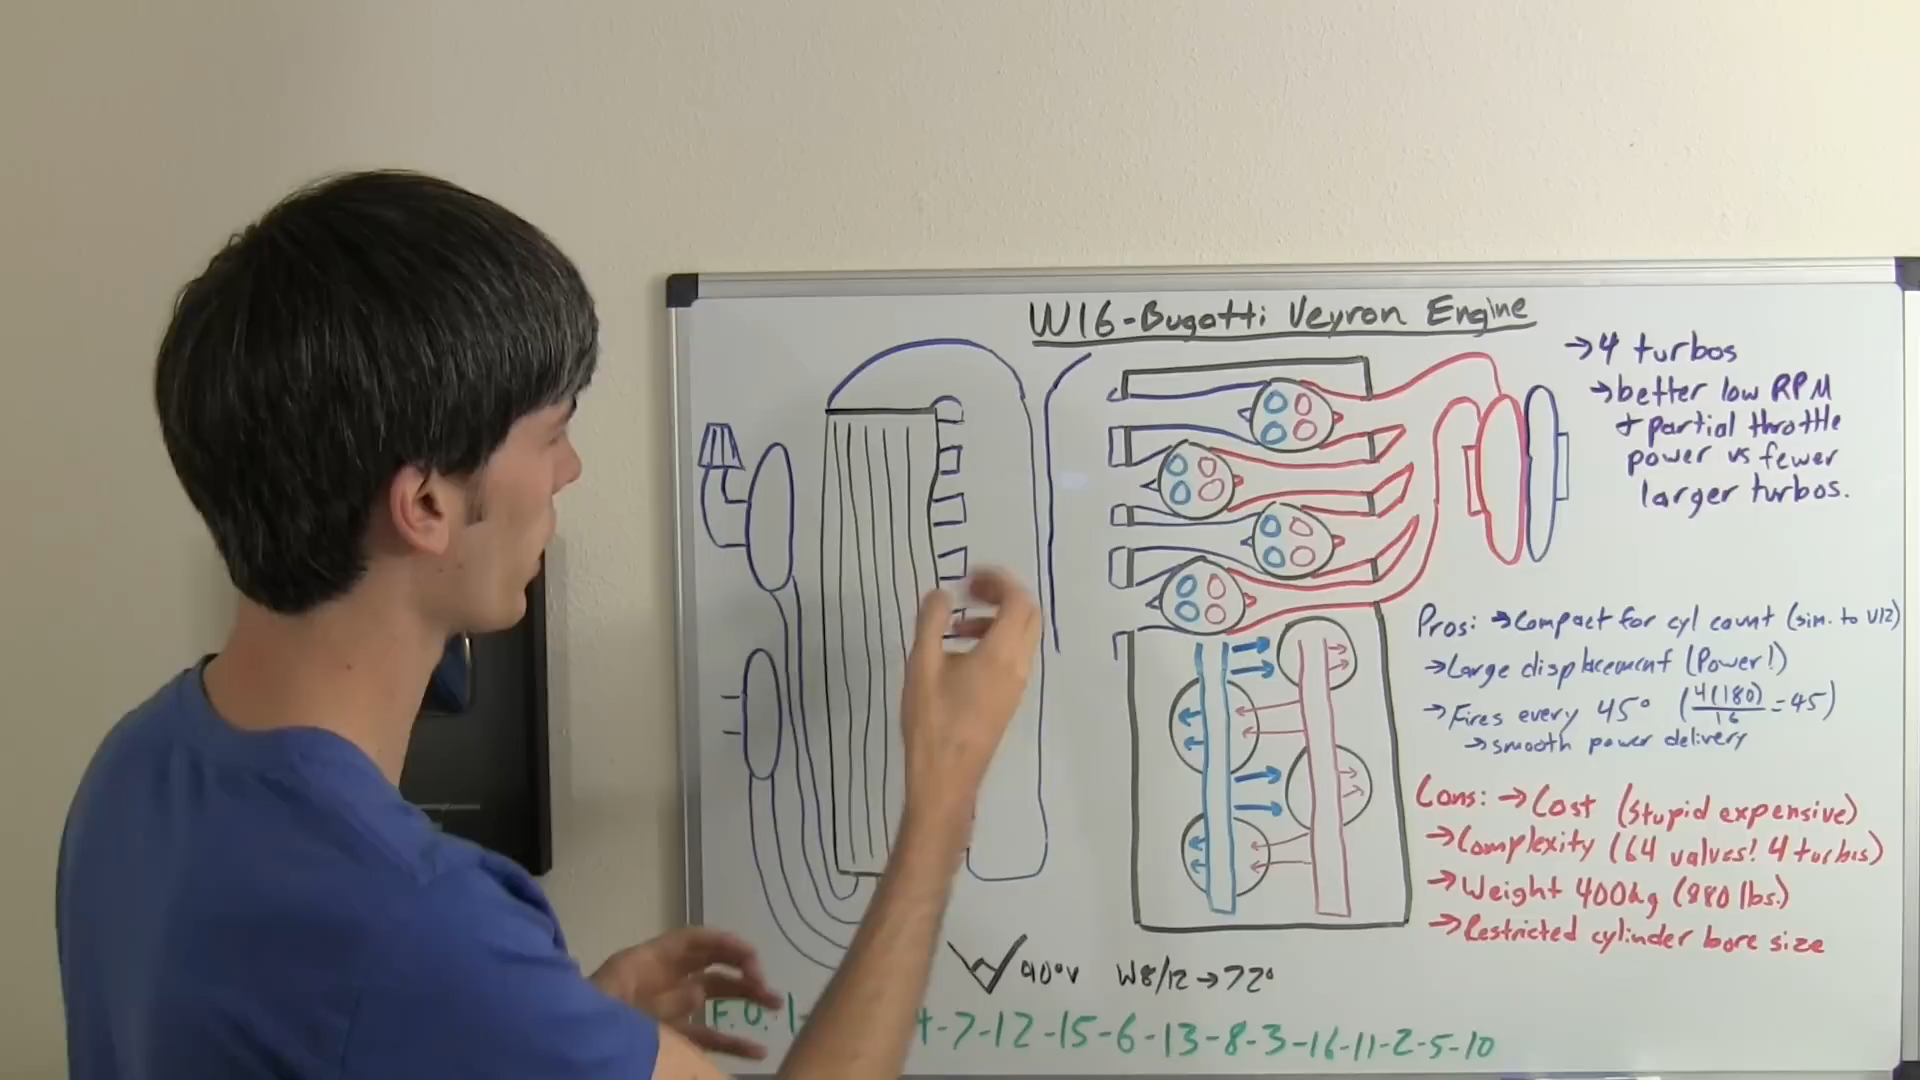 W16-Bugatti Veyron Engine
→4 turbos
→better low RPM
+ partial throttle
power vs fewer
larger turbos.
Pros: →Compact for cyl count (sim. to V12)
→Large displacement (Power!)
→Fires every 45° (4(180)/16=45)
→smooth power delivery
Cons: →Cost (Stupid expensive)
→Complexity (64 valves! 4 turbos)
→Weight 400kg (880 lbs.)
→Restricted cylinder bore size
90°V W8/12→72°
F.O. 1- 4-7-12-15-6-13-8-3-16-11-2-5-10